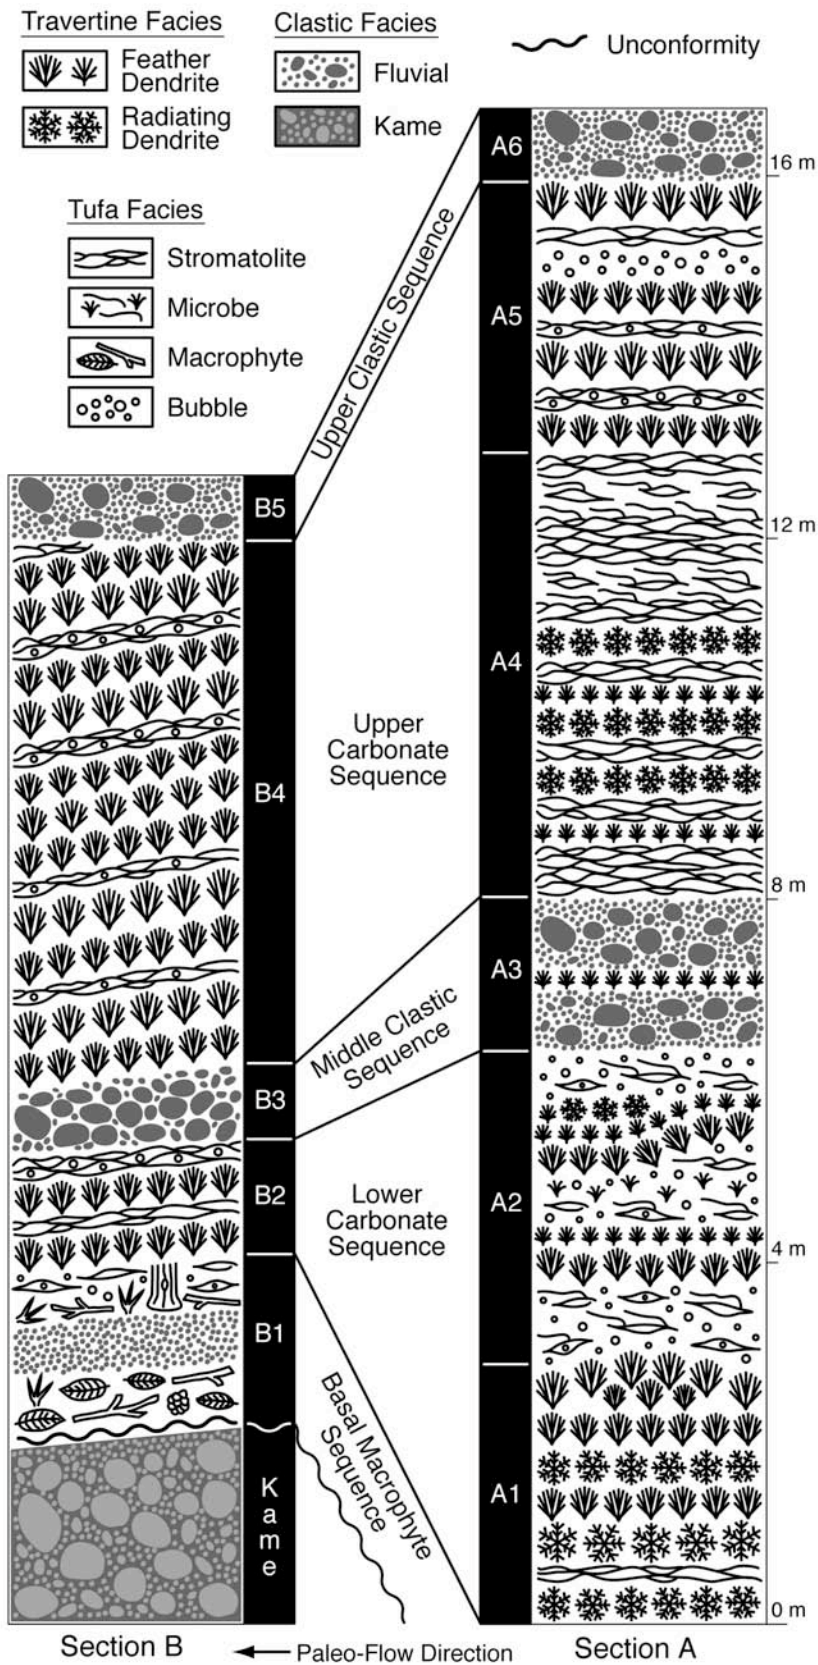 Travertine Facies
Feather
Dendrite
Radiating
Dendrite
Clastic Facies
Fluvial
Kame
Unconformity
Tufa Facies
Stromatolite
Microbe
Macrophyte
Bubble
Upper Clastic Sequence
Upper
Carbonate
Sequence
Middle Clastic
Sequence
Lower
Carbonate
Sequence
Basal Macrophyte
Sequence
B5
B4
B3
B2
B1
K
a
m
e
A6
A5
A4
A3
A2
A1
16 m
12 m
8 m
4 m
0 m
Section B
Paleo-Flow Direction
Section A